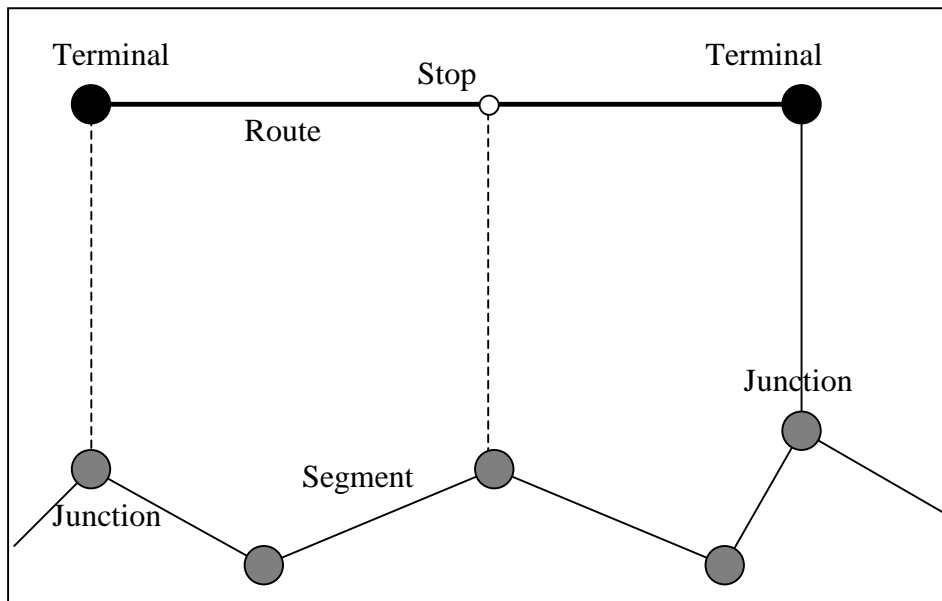 Terminal
Terminal
Stop
Route
Junction
Segment
Junction